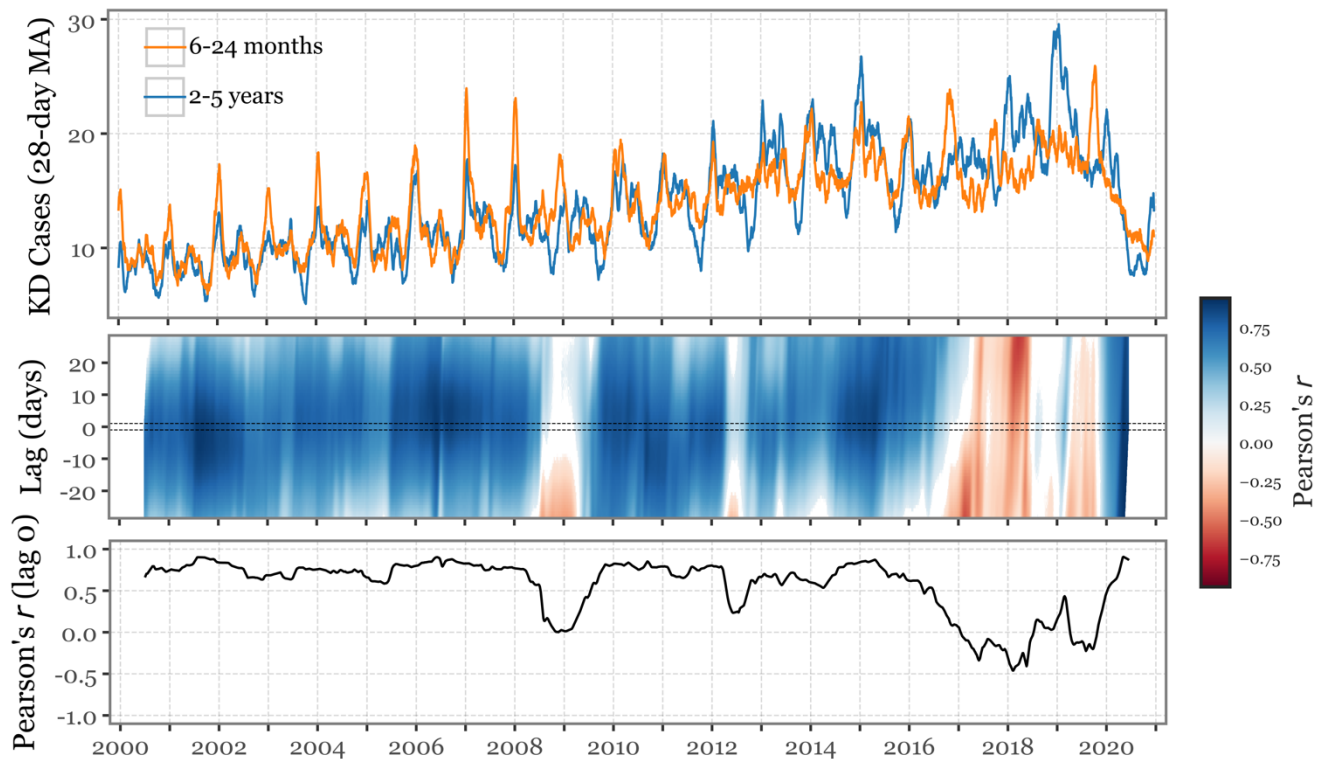 KD Cases (28-day MA)
30
20
10
6-24 months
2-5 years
Lag (days)
20
10
0
-10
-20
Pearson's r (lag 0)
1.0
0.5
0.0
-0.5
-1.0
2000 2002 2004 2006 2008 2010 2012 2014 2016 2018 2020
0.75
0.50
0.25
0.00
−0.25
−0.50
−0.75
Pearson's r